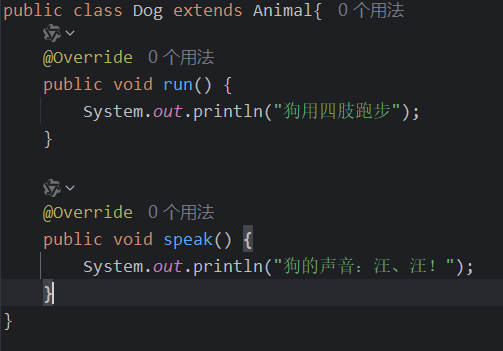 public class Dog extends Animal{ 0 个用法
@Override 0 个用法
public void run() {
System.out.println("狗用四肢跑步");
}
@Override 0 个用法
public void speak() {
System.out.println("狗的声音：汪、汪！");
}
}